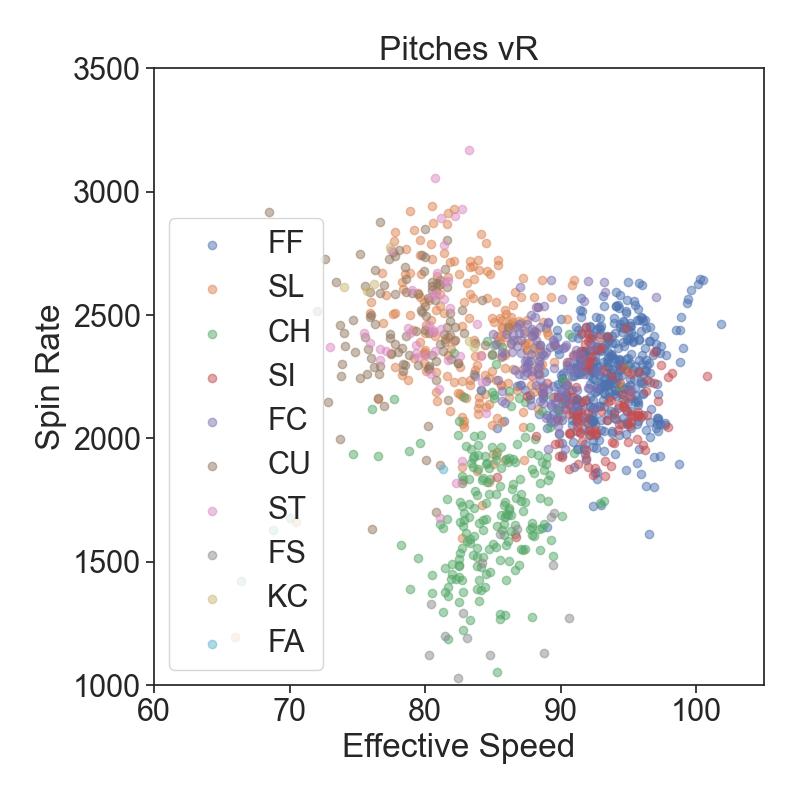 Pitches vR
3500
3000
2500
2000
1500
1000
Spin Rate
FF
SL
CH
SI
FC
CU
ST
FS
KC
FA
60
70
80
90
100
Effective Speed